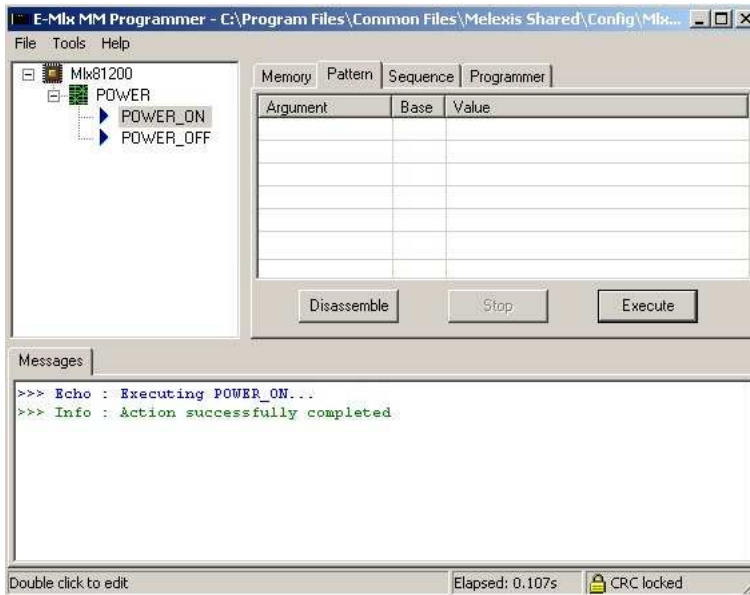 E-Mlx MM Programmer - C:\Program Files\Common Files\Melexis Shared\Config\Mlx...
File Tools Help
Mlx81200
POWER
POWER_ON
POWER_OFF
Memory Pattern Sequence Programmer
Argument Base Value
Disassemble Stop Execute
Messages
>>> Echo : Executing POWER_ON...
>>> Info : Action successfully completed
Double click to edit Elapsed: 0.107s CRC locked